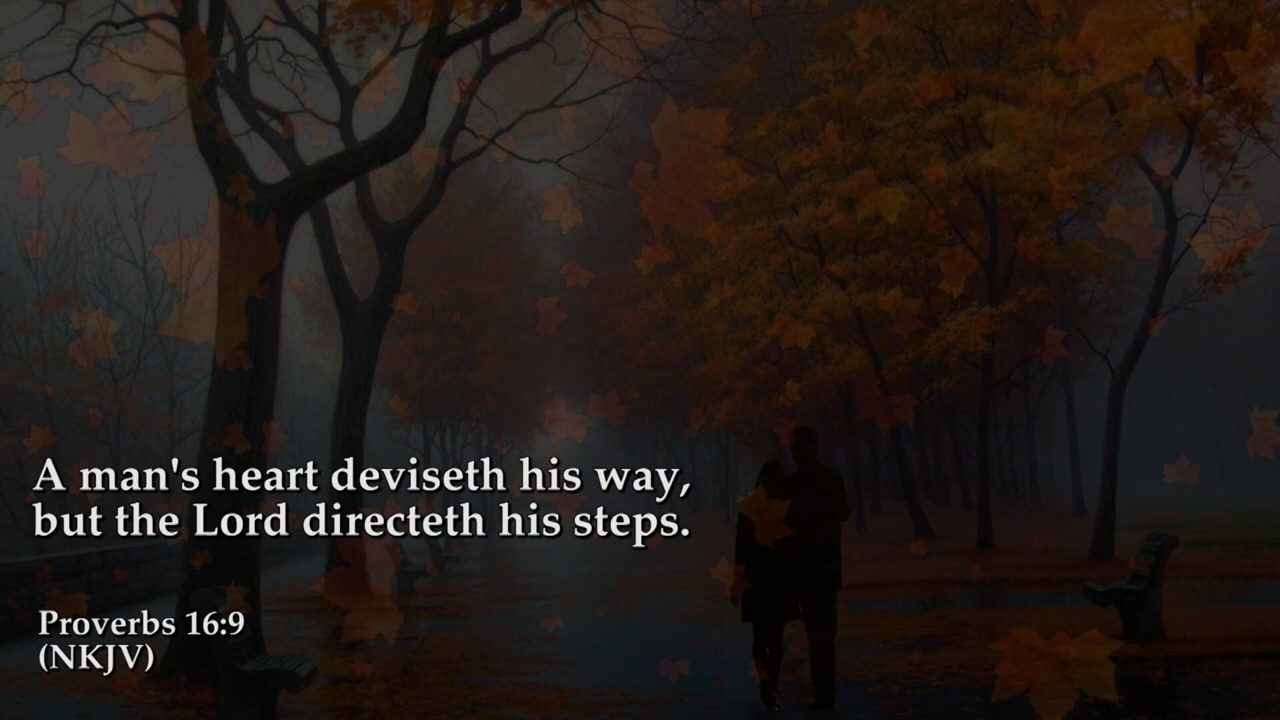 A man's heart deviseth his way,
but the Lord directeth his steps.
Proverbs 16:9
(NKJV)